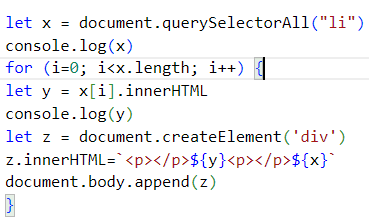 let x = document.querySelectorAll("li")
console.log(x)
for (i=0; i<x.length; i++) {
let y = x[i].innerHTML
console.log(y)
let z = document.createElement('div')
z.innerHTML=`<p></p>${y}<p></p>${x}`
document.body.append(z)
}